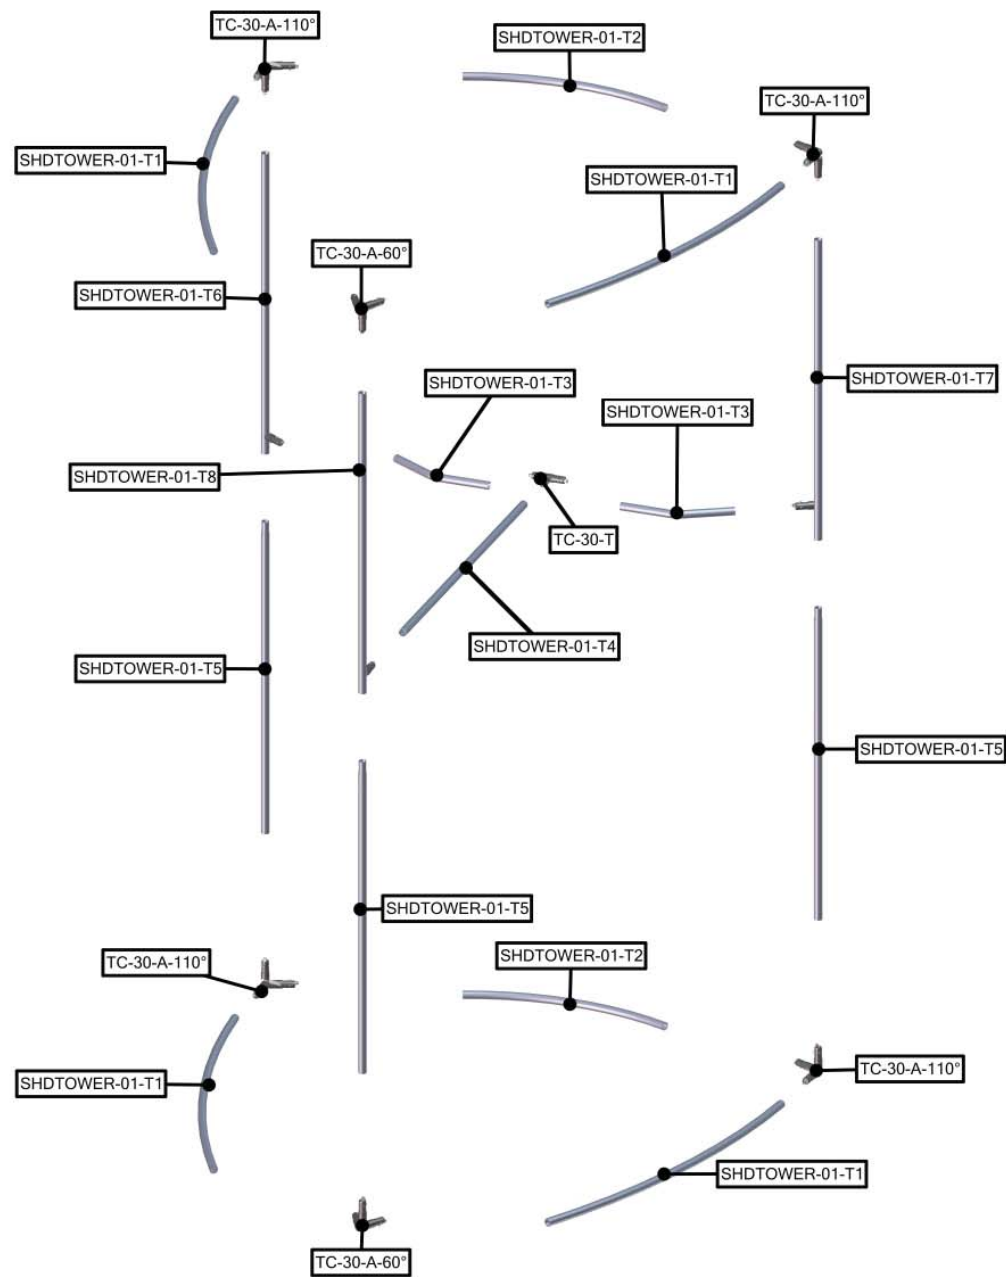 TC-30-A-110°
SHDTOWER-01-T2
TC-30-A-110°
SHDTOWER-01-T1
SHDTOWER-01-T1
TC-30-A-60°
SHDTOWER-01-T6
SHDTOWER-01-T3
SHDTOWER-01-T7
SHDTOWER-01-T3
SHDTOWER-01-T8
TC-30-T
SHDTOWER-01-T4
SHDTOWER-01-T5
SHDTOWER-01-T5
SHDTOWER-01-T5
SHDTOWER-01-T2
TC-30-A-110°
TC-30-A-110°
SHDTOWER-01-T1
SHDTOWER-01-T1
TC-30-A-60°